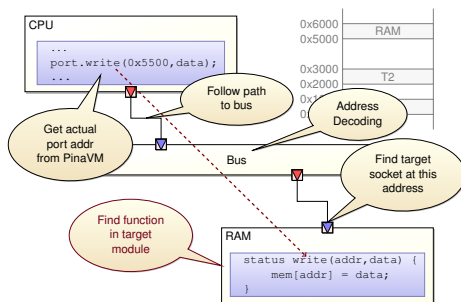 CPU
...
port.write(0x5500,data);
...
0x6000
RAM
0x5000
0x3000
T2
0x2000
Follow path
to bus
Address
Decoding
Get actual
port addr
from PinaVM
Bus
Find target
socket at this
address
Find function
in target
module
RAM
status write(addr,data) {
mem[addr] = data;
}